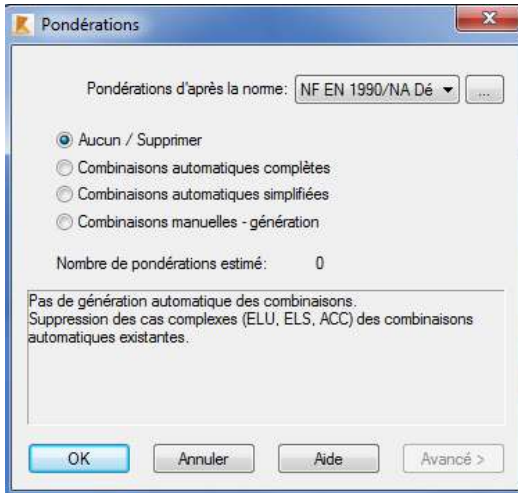 Pondérations
Pondérations d'après la norme: NF EN 1990/NA Dé ...
Aucun / Supprimer
Combinaisons automatiques complètes
Combinaisons automatiques simplifiées
Combinaisons manuelles - génération
Nombre de pondérations estimé: 0
Pas de génération automatique des combinaisons.
Suppression des cas complexes (ELU, ELS, ACC) des combinaisons
automatiques existantes.
OK Annuler Aide Avancé >